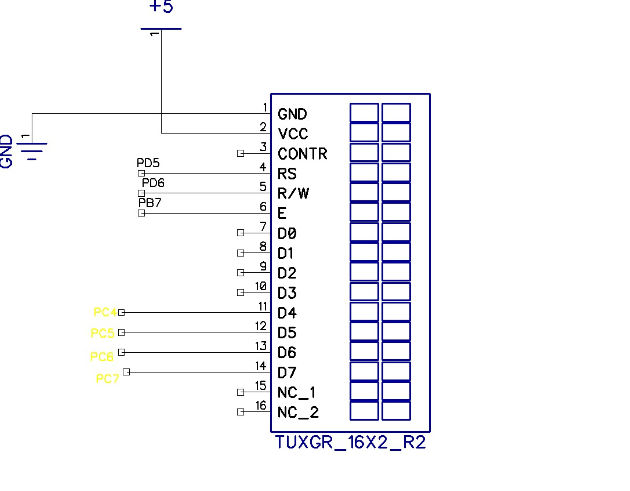 +5
1
GND
1
1 GND
2 VCC
3 CONTR
PD5 4 RS
PD6 5 R/W
PB7 6 E
7 D0
8 D1
9 D2
10 D3
PC4 11 D4
PC5 12 D5
PC6 13 D6
PC7 14 D7
15 NC_1
16 NC_2
TUXGR_16X2_R2